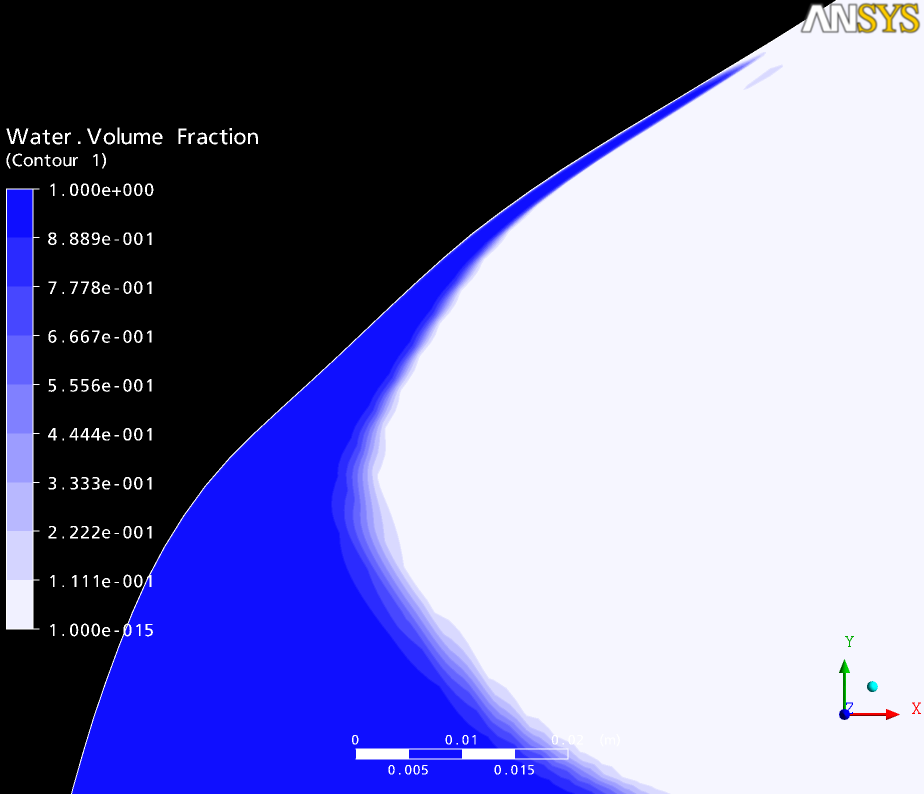 ANSYS
Water.Volume Fraction
(Contour 1)
1.000e+000
8.889e-001
7.778e-001
6.667e-001
5.556e-001
4.444e-001
3.333e-001
2.222e-001
1.111e-001
1.000e-015
Y
Z
X
0 0.01 0.02 (m)
0.005 0.015